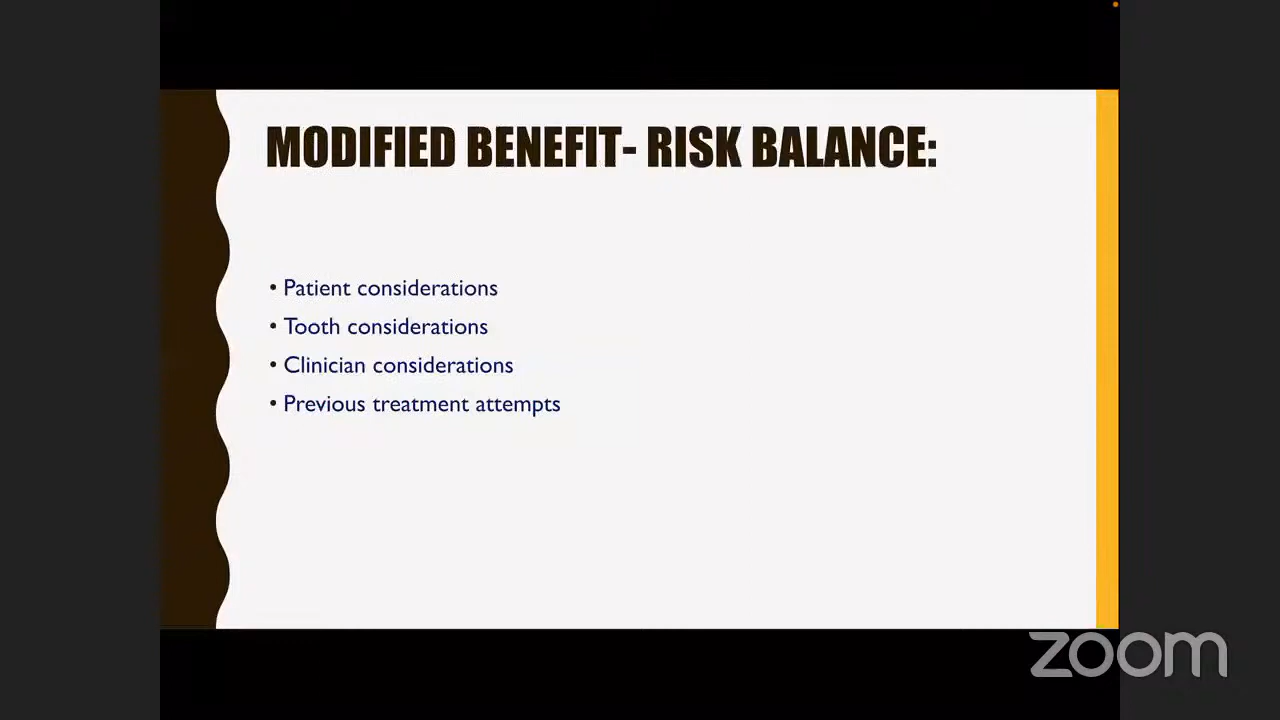 MODIFIED BENEFIT- RISK BALANCE:
• Patient considerations
• Tooth considerations
• Clinician considerations
• Previous treatment attempts
zoom